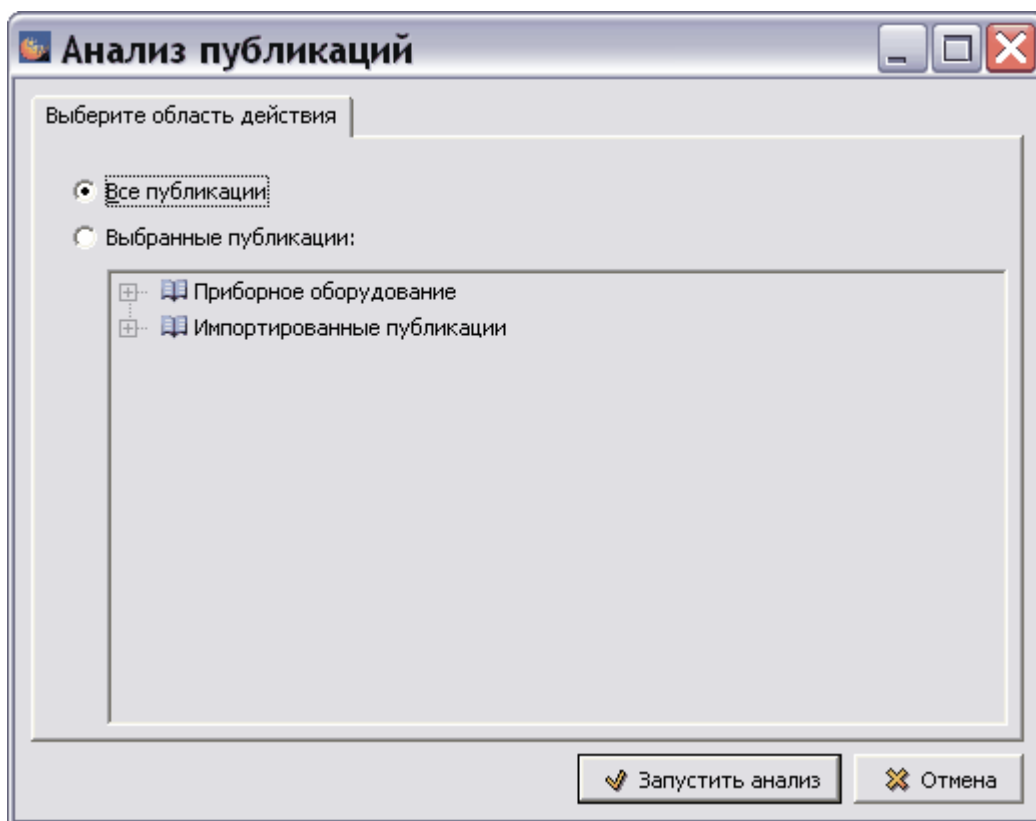 Анализ публикаций
Выберите область действия
Все публикации
Выбранные публикации:
Приборное оборудование
Импортированные публикации
Запустить анализ
Отмена